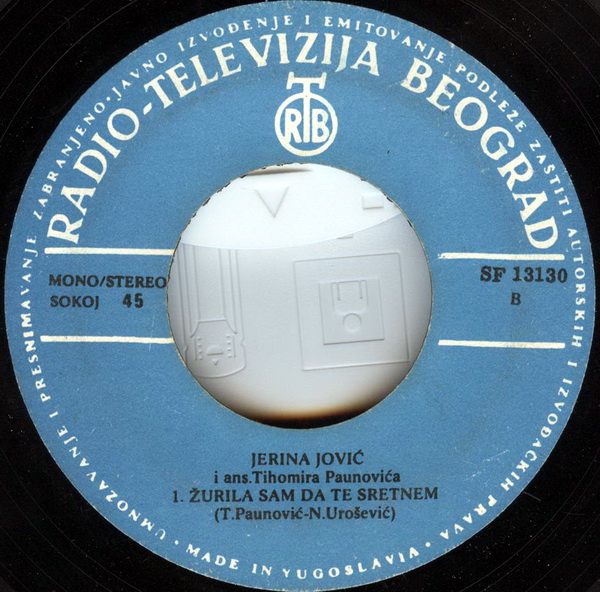 UMNOŽAVANJE I PRESNIMAVANJE ZABRANJENO·JAVNO IZVOĐENJE I EMITOVANJE PODLEŽE ZAŠTITI AUTORSKIH I IZVOĐAČKIH PRAVA·
RADIO-TELEVIZIJA BEOGRAD
RTB
MONO/STEREO
SOKOJ 45
SF 13130
B
JERINA JOVIĆ
i ans.Tihomira Paunovića
1. ŽURILA SAM DA TE SRETNEM
(T.Paunović-N.Urošević)
MADE IN YUGOSLAVIA·